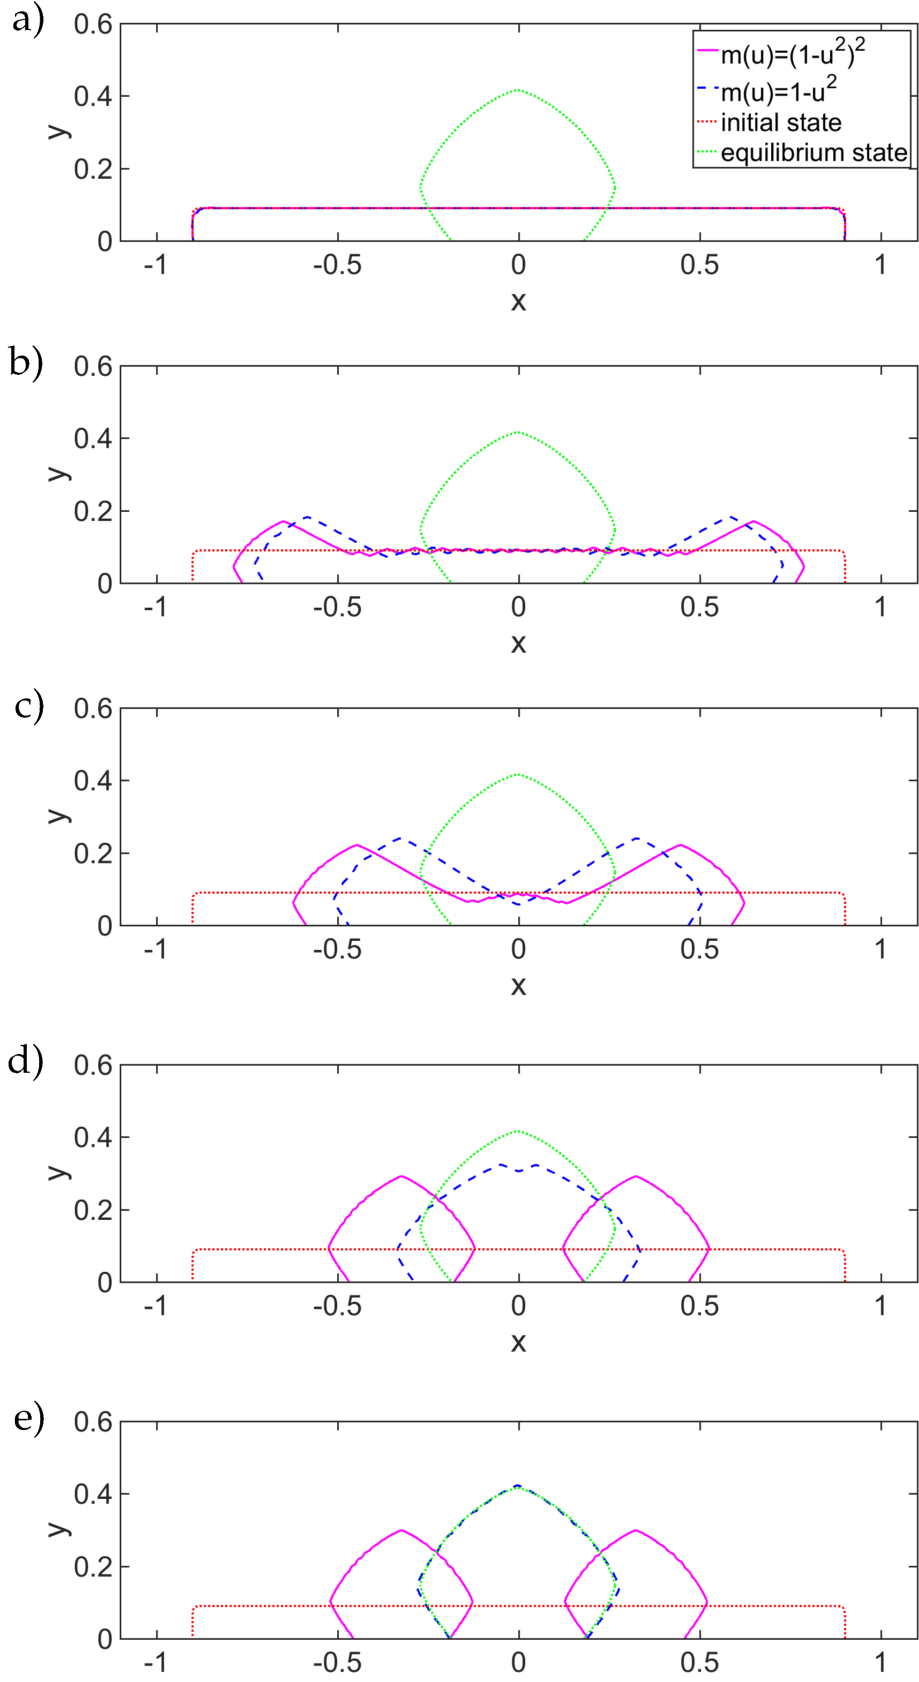 a)
0.6
0.4
0.2
0
y
m(u)=(1-u²)²
m(u)=1-u²
initial state
equilibrium state
-1 -0.5 0 0.5 1
x
b)
0.6
0.4
0.2
0
y
-1 -0.5 0 0.5 1
x
c)
0.6
0.4
0.2
0
y
-1 -0.5 0 0.5 1
x
d)
0.6
0.4
0.2
0
y
-1 -0.5 0 0.5 1
x
e)
0.6
0.4
0.2
0
y
-1 -0.5 0 0.5 1
x